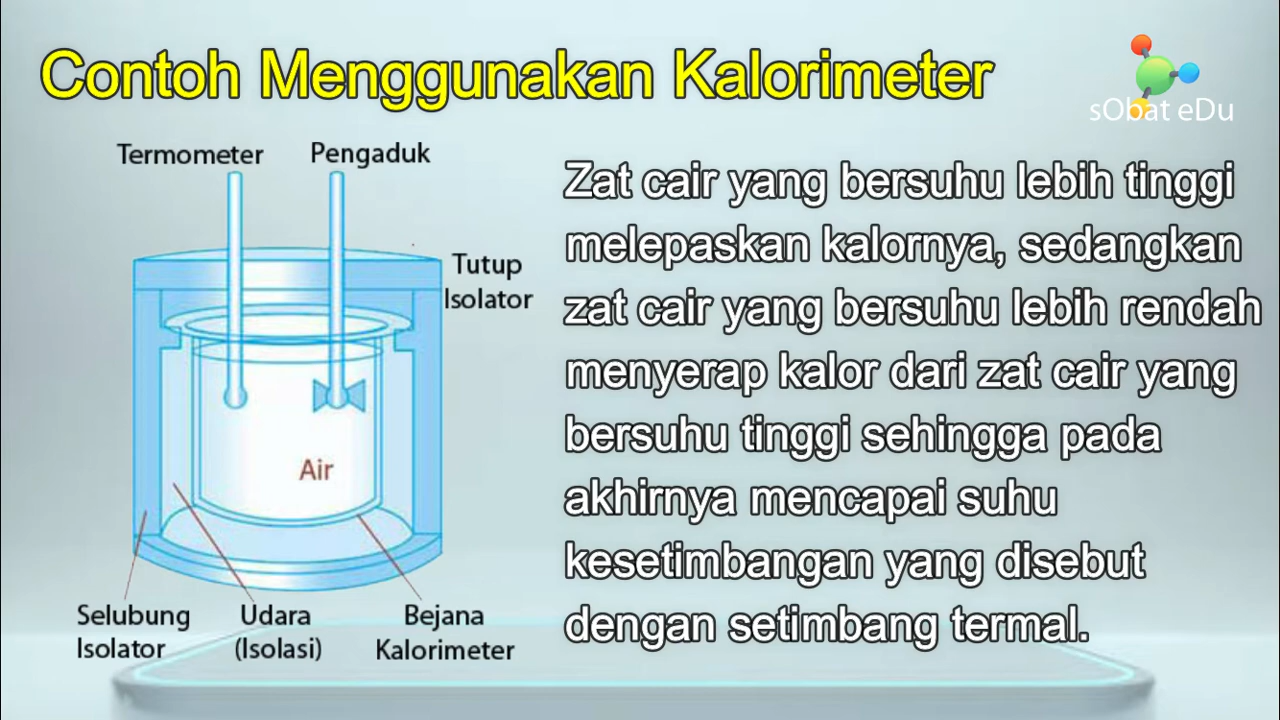 Contoh Menggunakan Kalorimeter
sObat eDu
Termometer
Pengaduk
Tutup
Isolator
Air
Selubung
Isolator
Udara
(Isolasi)
Bejana
Kalorimeter
Zat cair yang bersuhu lebih tinggi
melepaskan kalornya, sedangkan
zat cair yang bersuhu lebih rendah
menyerap kalor dari zat cair yang
bersuhu tinggi sehingga pada
akhirnya mencapai suhu
kesetimbangan yang disebut
dengan setimbang termal.